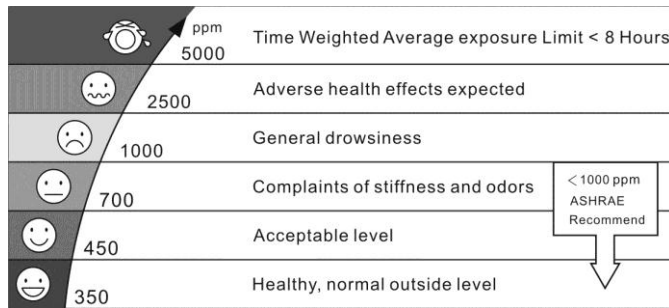 ppm
5000 Time Weighted Average exposure Limit < 8 Hours
2500 Adverse health effects expected
1000 General drowsiness
700 Complaints of stiffness and odors
450 Acceptable level
350 Healthy, normal outside level
<1000 ppm
ASHRAE
Recommend